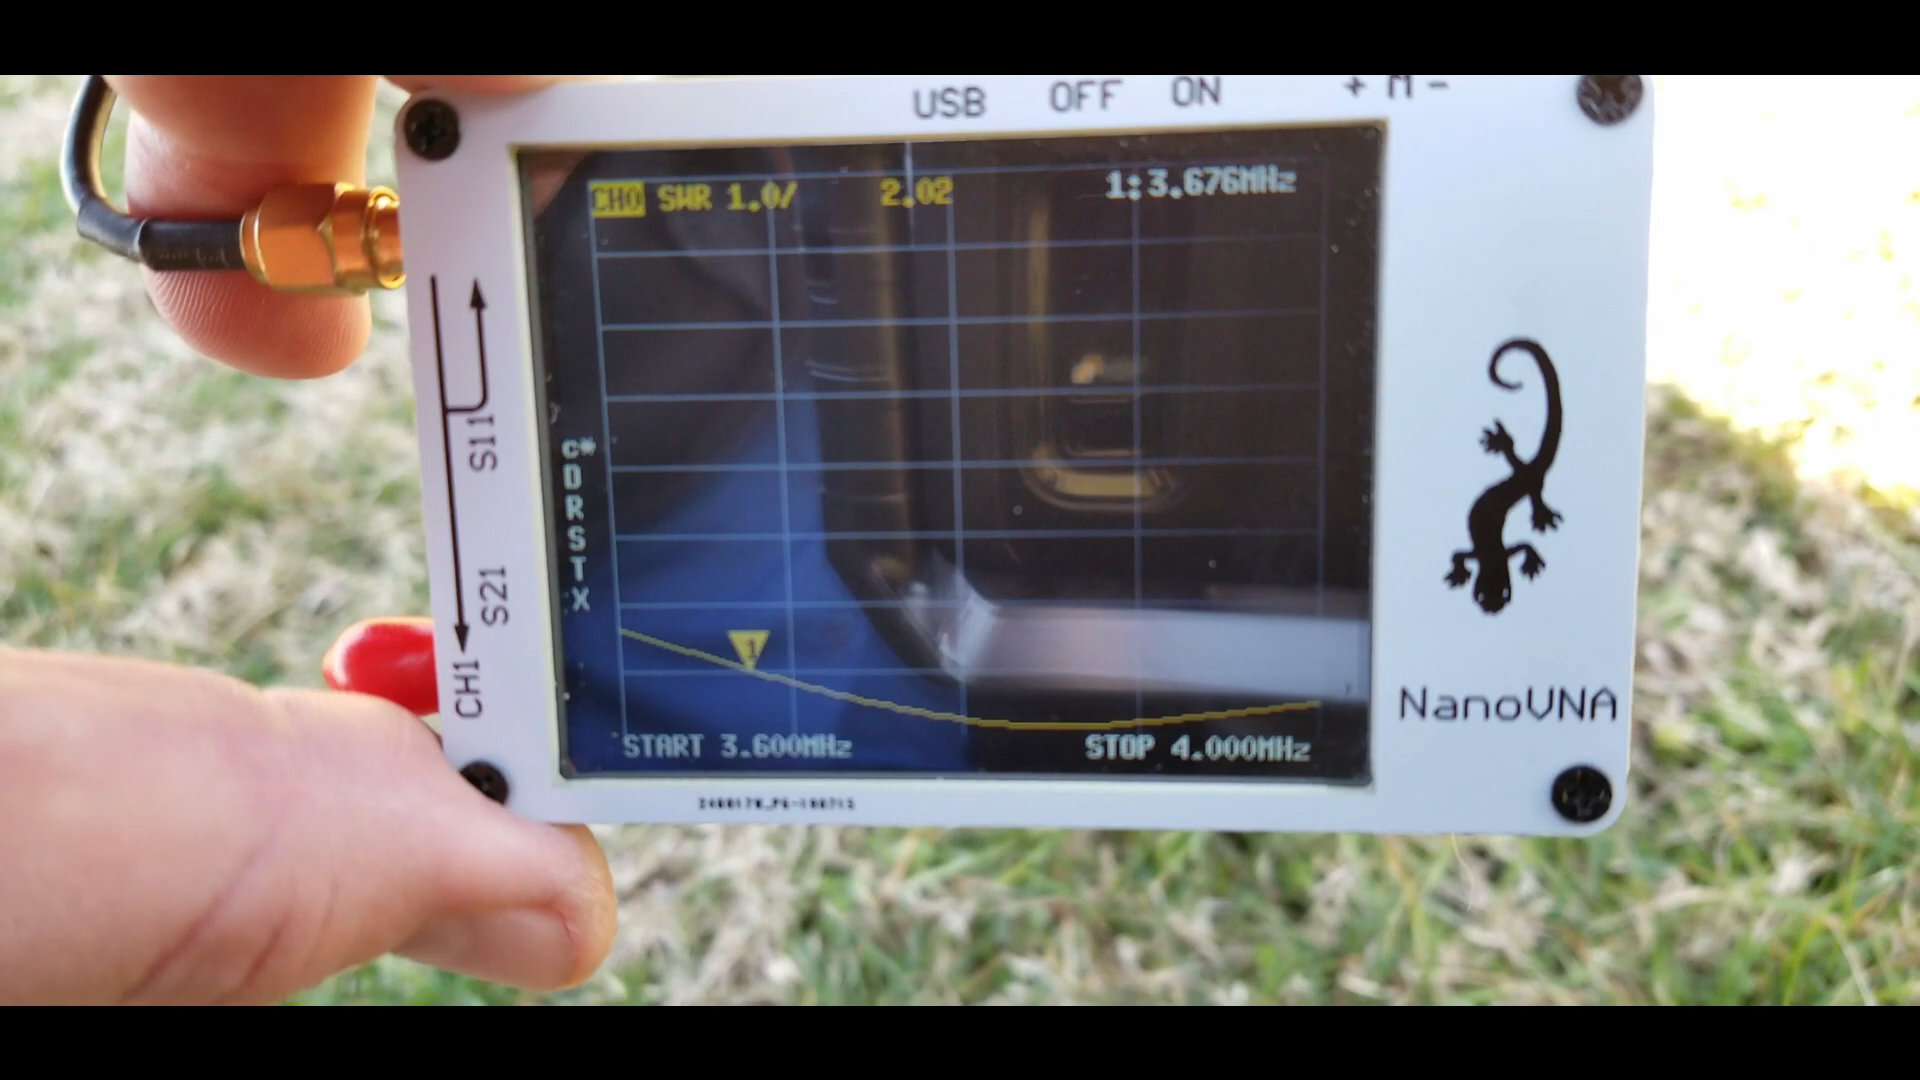 USB OFF ON + M -
CH0 SWR 1.0/ 2.02 1:3.676MHz
S11
C*
D
R
S
T
X
S21
CH1
1
NanoVNA
START 3.600MHz STOP 4.000MHz